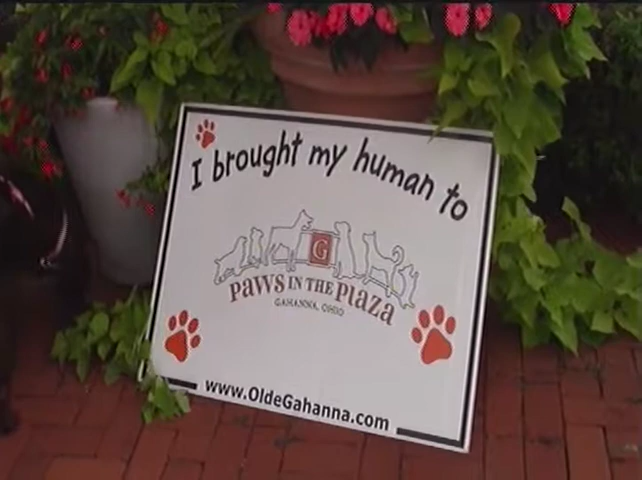 I brought my human to
G
PAWS IN THE PLAZA
GAHANNA, OHIO
www.OldeGahanna.com